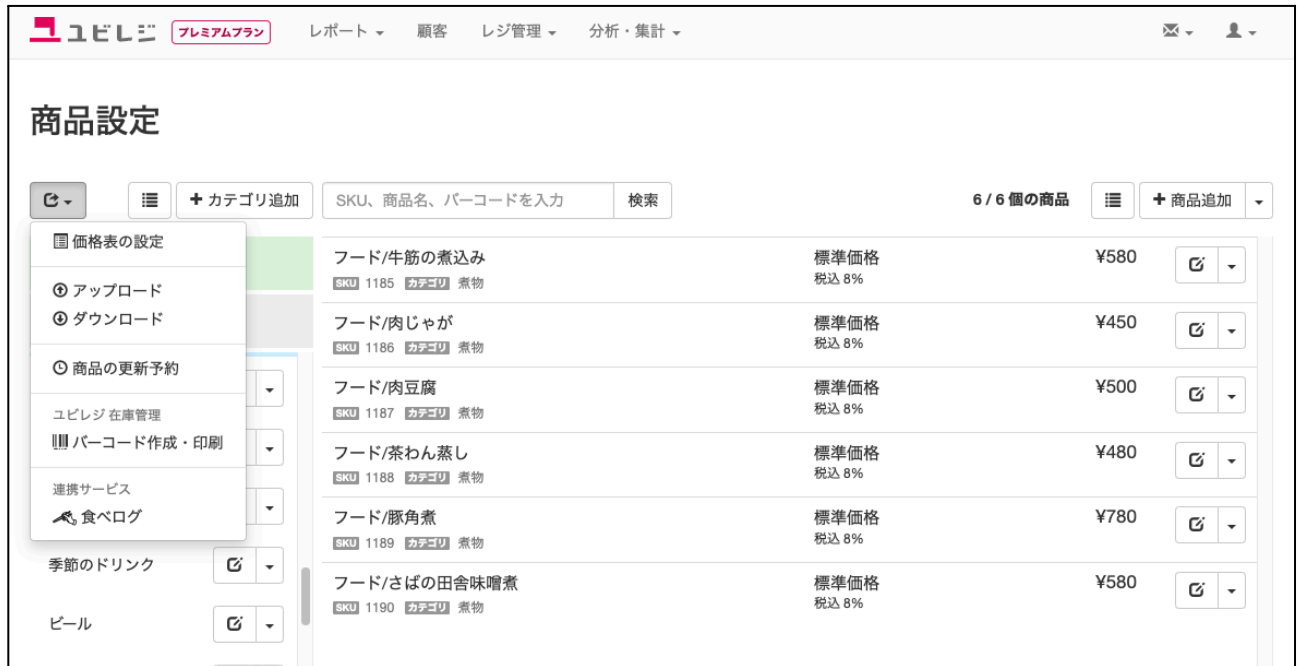 ユビレジ プレミアムプラン レポート 顧客 レジ管理 分析・集計
商品設定
カテゴリ追加 SKU、商品名、バーコードを入力 検索 6 / 6 個の商品 商品追加
価格表の設定
アップロード
ダウンロード
商品の更新予約
ユビレジ 在庫管理
バーコード作成・印刷
連携サービス
食べログ
季節のドリンク
ビール
フード/牛筋の煮込み 標準価格 ¥580
SKU 1185 カテゴリ 煮物 税込 8%
フード/肉じゃが 標準価格 ¥450
SKU 1186 カテゴリ 煮物 税込 8%
フード/肉豆腐 標準価格 ¥500
SKU 1187 カテゴリ 煮物 税込 8%
フード/茶わん蒸し 標準価格 ¥480
SKU 1188 カテゴリ 煮物 税込 8%
フード/豚角煮 標準価格 ¥780
SKU 1189 カテゴリ 煮物 税込 8%
フード/さばの田舎味噌煮 標準価格 ¥580
SKU 1190 カテゴリ 煮物 税込 8%